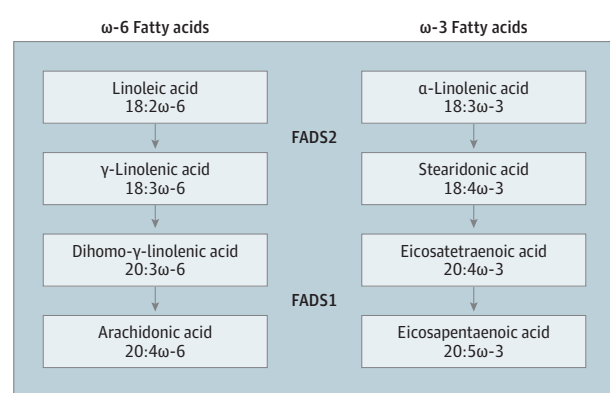 ω-6 Fatty acids
ω-3 Fatty acids
Linoleic acid
18:2ω-6
α-Linolenic acid
18:3ω-3
FADS2
γ-Linolenic acid
18:3ω-6
Stearidonic acid
18:4ω-3
Dihomo-γ-linolenic acid
20:3ω-6
Eicosatetraenoic acid
20:4ω-3
FADS1
Arachidonic acid
20:4ω-6
Eicosapentaenoic acid
20:5ω-3